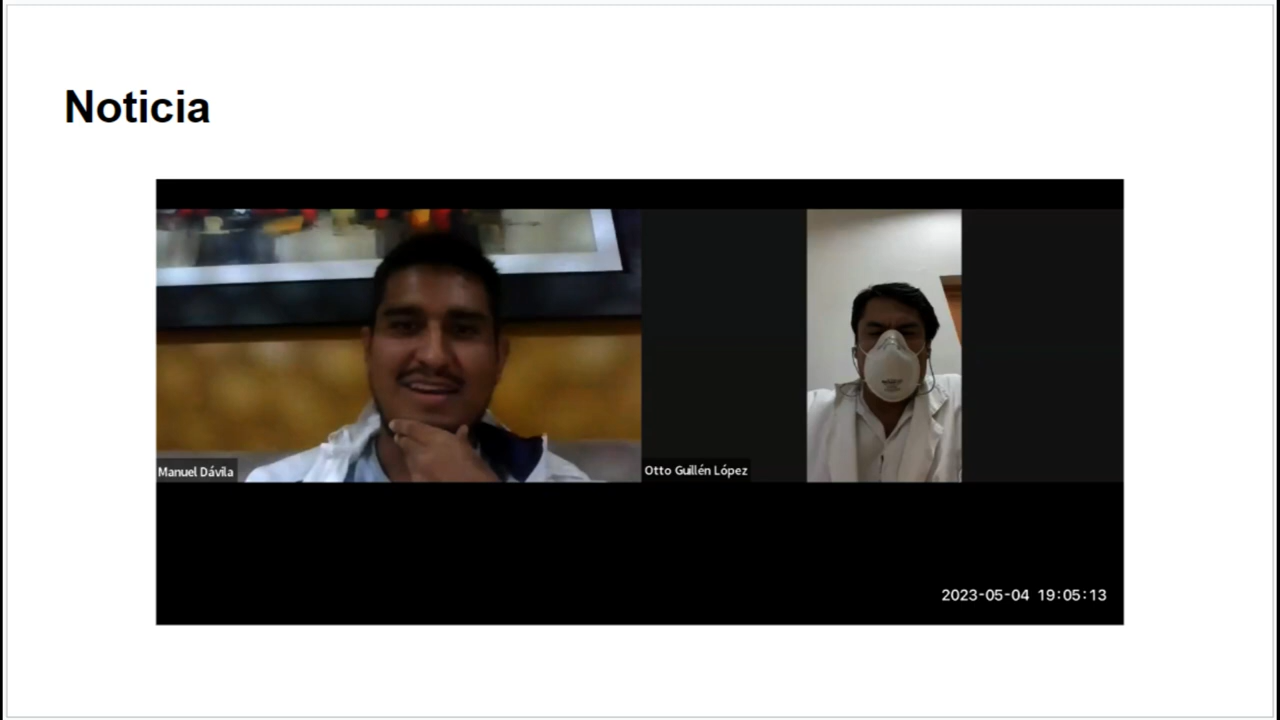 Noticia
Manuel Dávila
Otto Guillén López
2023-05-04 19:05:13